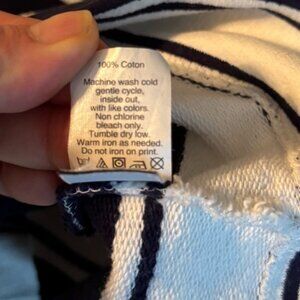 100% Coton
Machine wash cold
gentle cycle,
inside out,
with like colors.
Non chlorine
bleach only.
Tumble dry low.
Warm iron as needed.
Do not iron on print.